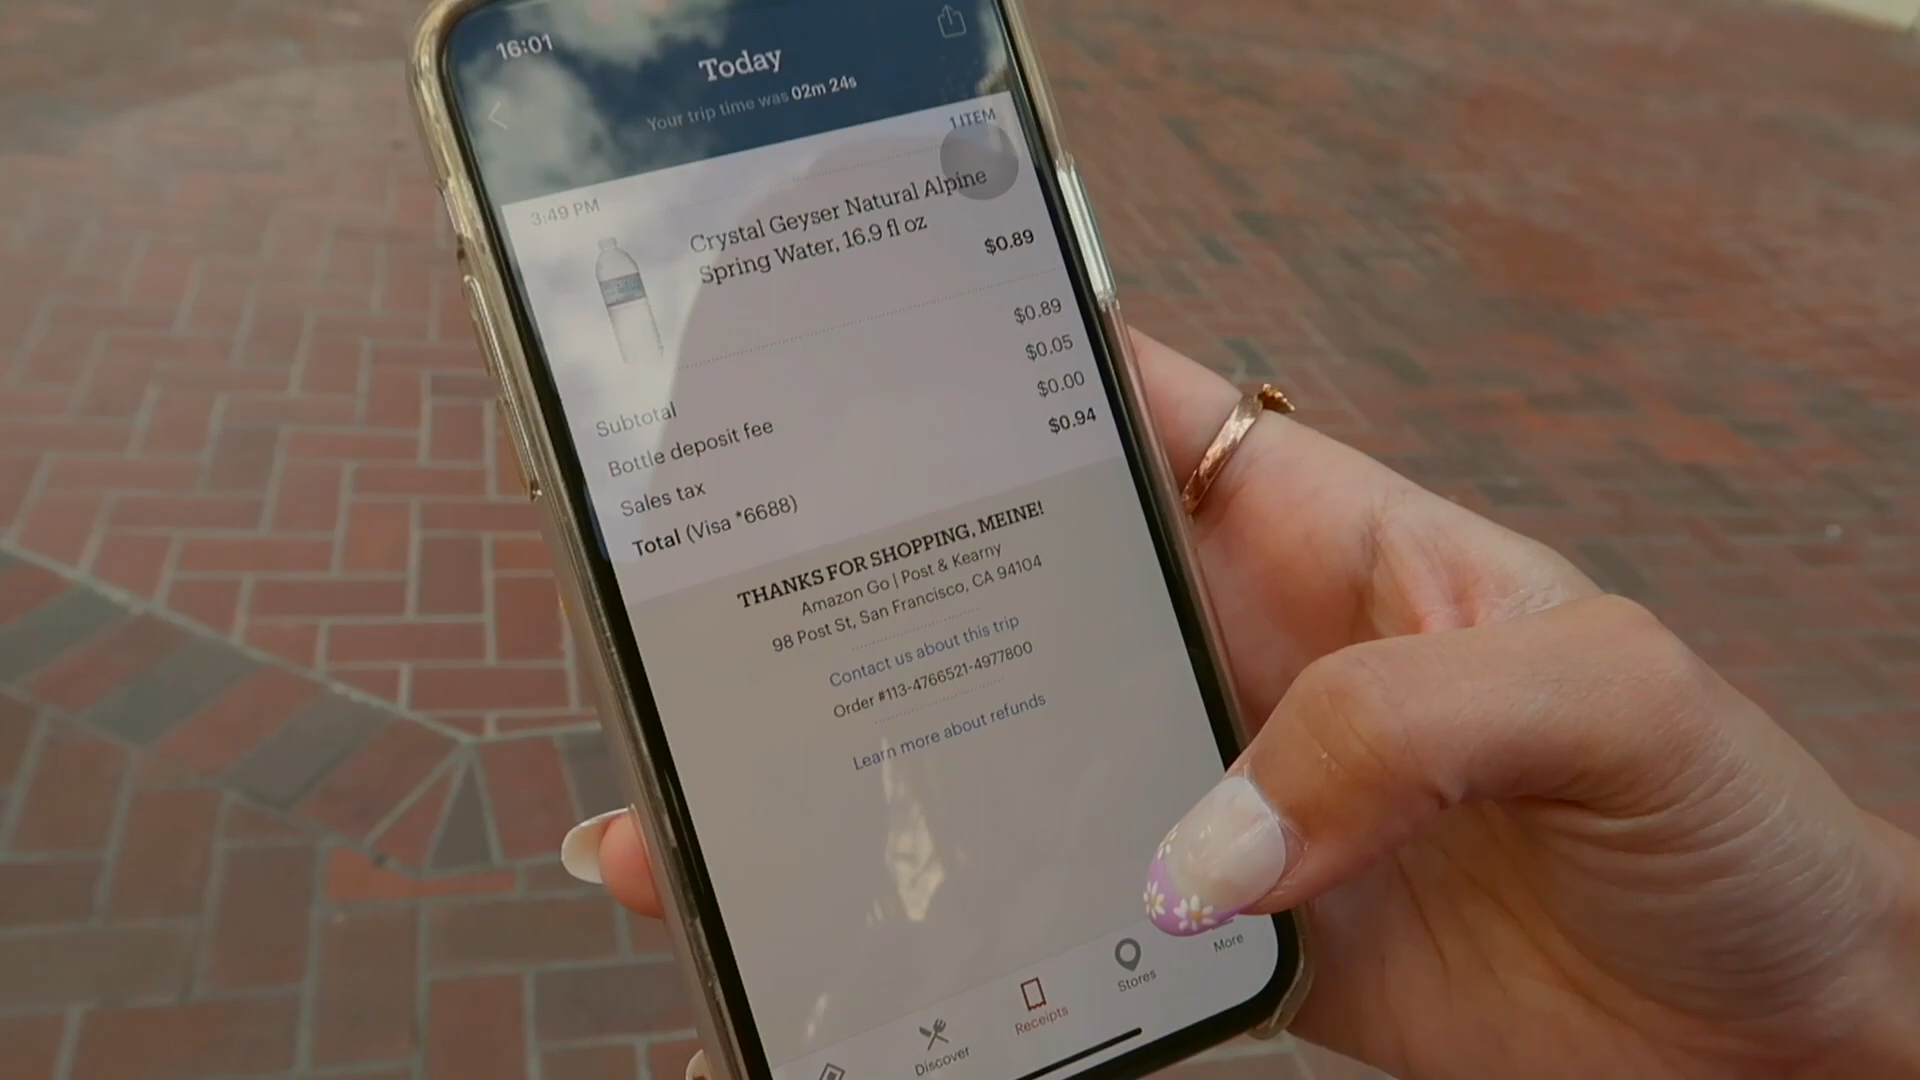 16:01
Today
Your trip time was 02m 24s
1 ITEM
3:49 PM
Crystal Geyser Natural Alpine
Spring Water, 16.9 fl oz
$0.89
Subtotal $0.89
Bottle deposit fee $0.05
Sales tax $0.00
Total (Visa *6688) $0.94
THANKS FOR SHOPPING, MEINE!
Amazon Go | Post & Kearny
98 Post St, San Francisco, CA 94104
Contact us about this trip
Order #113-4766521-4977800
Learn more about refunds
Discover
Receipts
Stores
More